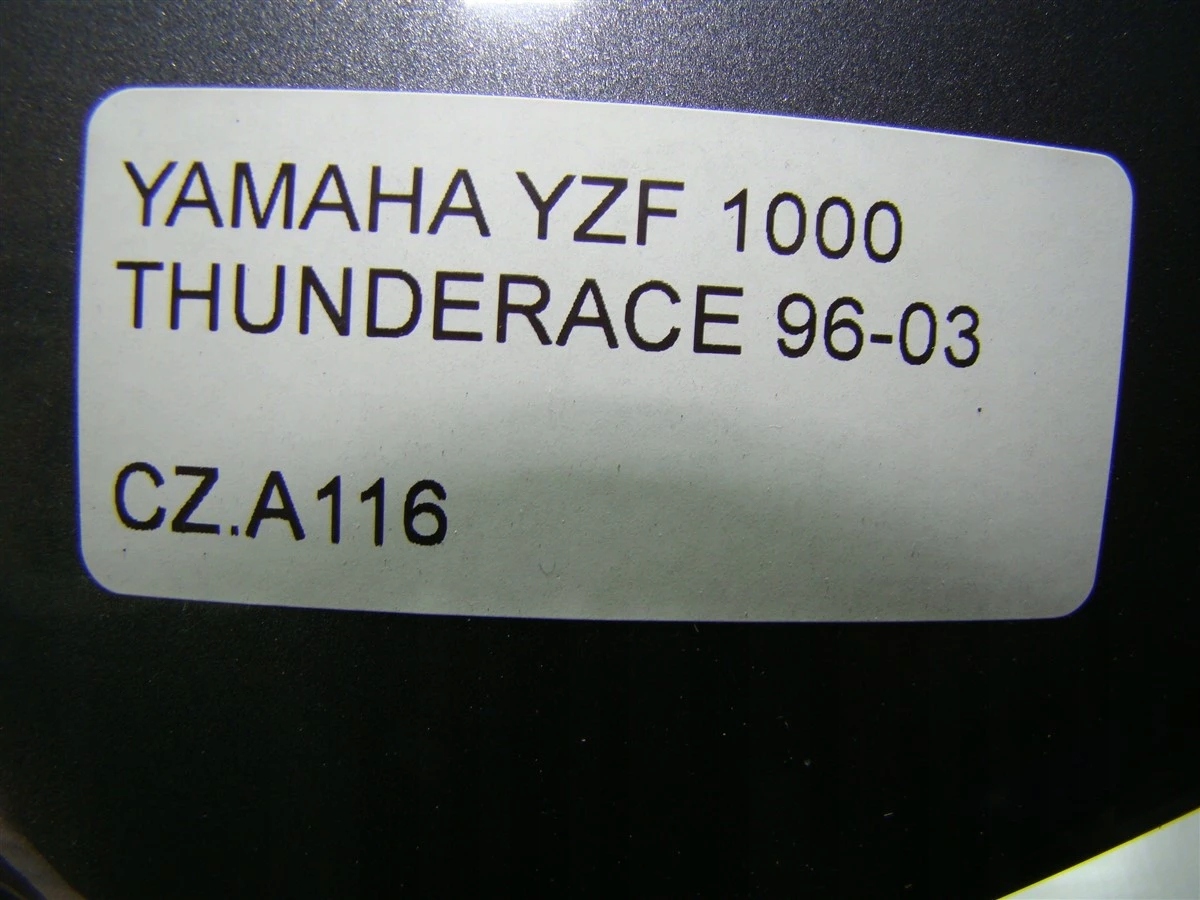 YAMAHA YZF 1000
THUNDERACE 96-03
CZ.A116